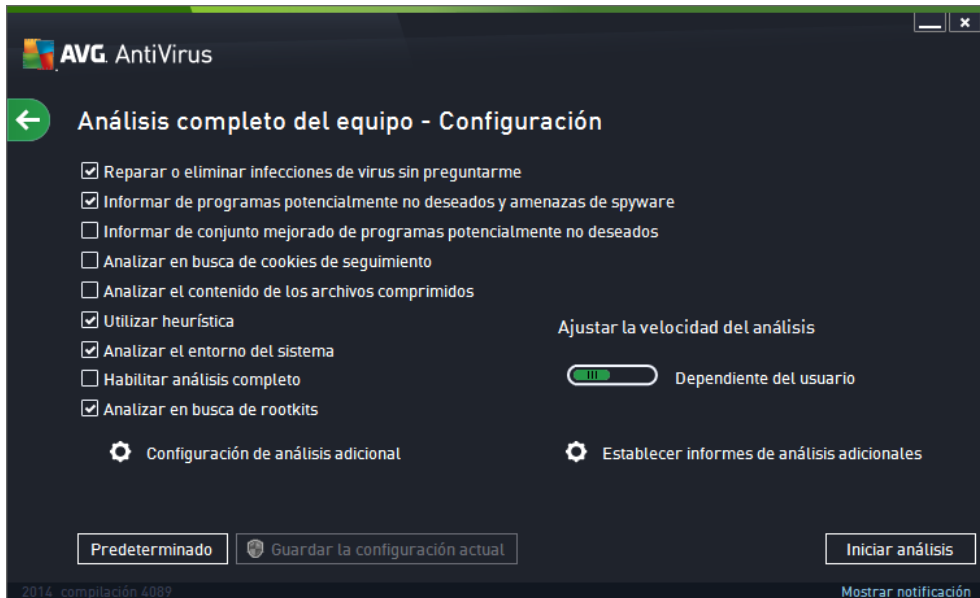 AVG. AntiVirus
Análisis completo del equipo - Configuración
Reparar o eliminar infecciones de virus sin preguntarme
Informar de programas potencialmente no deseados y amenazas de spyware
Informar de conjunto mejorado de programas potencialmente no deseados
Analizar en busca de cookies de seguimiento
Analizar el contenido de los archivos comprimidos
Utilizar heurística
Analizar el entorno del sistema
Habilitar análisis completo
Analizar en busca de rootkits
Ajustar la velocidad del análisis
Dependiente del usuario
Configuración de análisis adicional
Establecer informes de análisis adicionales
Predeterminado
Guardar la configuración actual
Iniciar análisis
2014 compilación 4089
Mostrar notificación